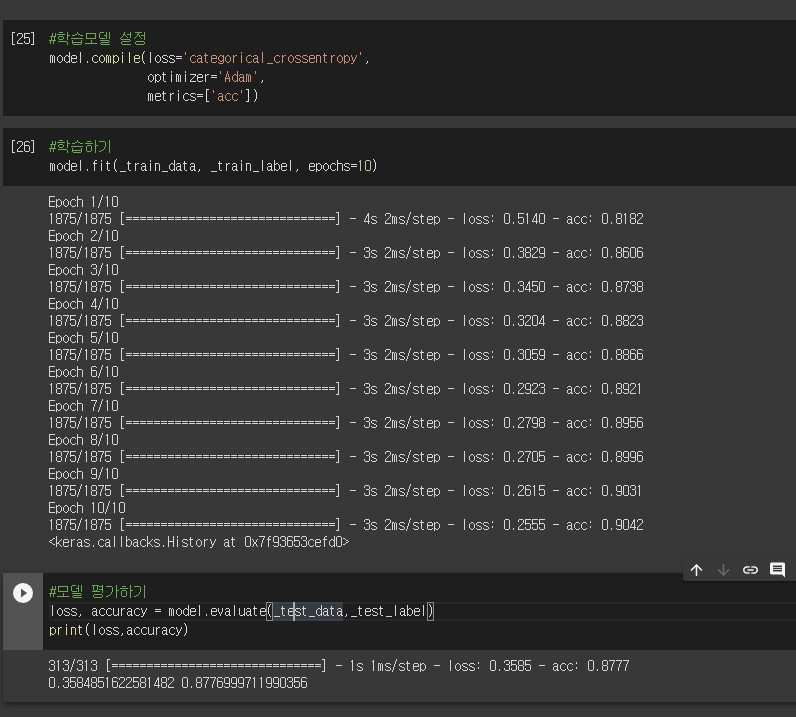 [25] #학습모델 설정
model.compile(loss='categorical_crossentropy',
optimizer='Adam',
metrics=['acc'])
[26] #학습하기
model.fit(_train_data, _train_label, epochs=10)
Epoch 1/10
1875/1875 [==============================] - 4s 2ms/step - loss: 0.5140 - acc: 0.8182
Epoch 2/10
1875/1875 [==============================] - 3s 2ms/step - loss: 0.3829 - acc: 0.8606
Epoch 3/10
1875/1875 [==============================] - 3s 2ms/step - loss: 0.3450 - acc: 0.8738
Epoch 4/10
1875/1875 [==============================] - 3s 2ms/step - loss: 0.3204 - acc: 0.8823
Epoch 5/10
1875/1875 [==============================] - 3s 2ms/step - loss: 0.3059 - acc: 0.8866
Epoch 6/10
1875/1875 [==============================] - 3s 2ms/step - loss: 0.2923 - acc: 0.8921
Epoch 7/10
1875/1875 [==============================] - 3s 2ms/step - loss: 0.2798 - acc: 0.8956
Epoch 8/10
1875/1875 [==============================] - 3s 2ms/step - loss: 0.2705 - acc: 0.8996
Epoch 9/10
1875/1875 [==============================] - 3s 2ms/step - loss: 0.2615 - acc: 0.9031
Epoch 10/10
1875/1875 [==============================] - 3s 2ms/step - loss: 0.2555 - acc: 0.9042
<keras.callbacks.History at 0x7f93653cefd0>
#모델 평가하기
loss, accuracy = model.evaluate(_test_data,_test_label)
print(loss,accuracy)
313/313 [==============================] - 1s 1ms/step - loss: 0.3585 - acc: 0.8777
0.3584851622581482 0.8776999711990356